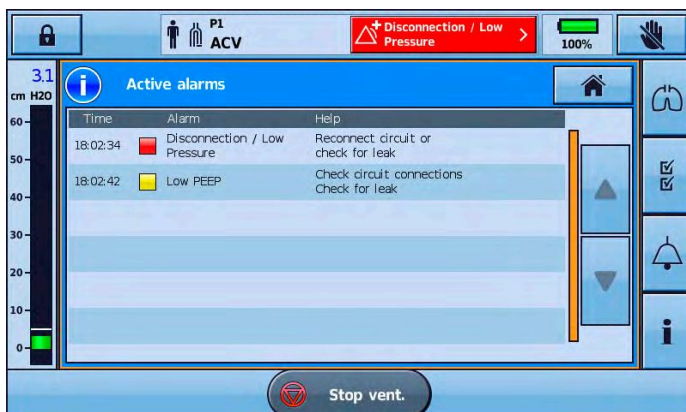 P1
ACV
Disconnection / Low
Pressure
100%
3.1
cm H2O
Active alarms
Time Alarm Help
18:02:34 Disconnection / Low Pressure Reconnect circuit or check for leak
18:02:42 Low PEEP Check circuit connections Check for leak
60
50
40
30
20
10
0
Stop vent.